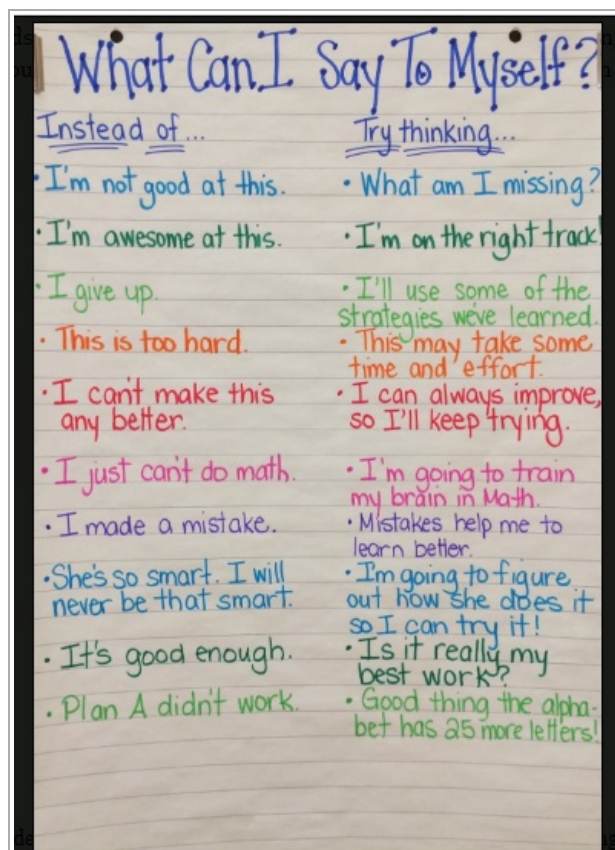 What Can I Say To Myself?
Instead of...
Try thinking...
• I'm not good at this.
• What am I missing?
• I'm awesome at this.
• I'm on the right track!
• I give up.
• I'll use some of the
strategies we've learned.
• This is too hard.
• This may take some
time and effort.
• I can't make this
any better.
• I can always improve,
so I'll keep trying.
• I just can't do math.
• I'm going to train
my brain in Math.
• I made a mistake.
• Mistakes help me to
learn better.
• She's so smart. I will
never be that smart.
• I'm going to figure
out how she does it
so I can try it!
• It's good enough.
• Is it really my
best work?
• Plan A didn't work.
• Good thing the alpha-
bet has 25 more letters!